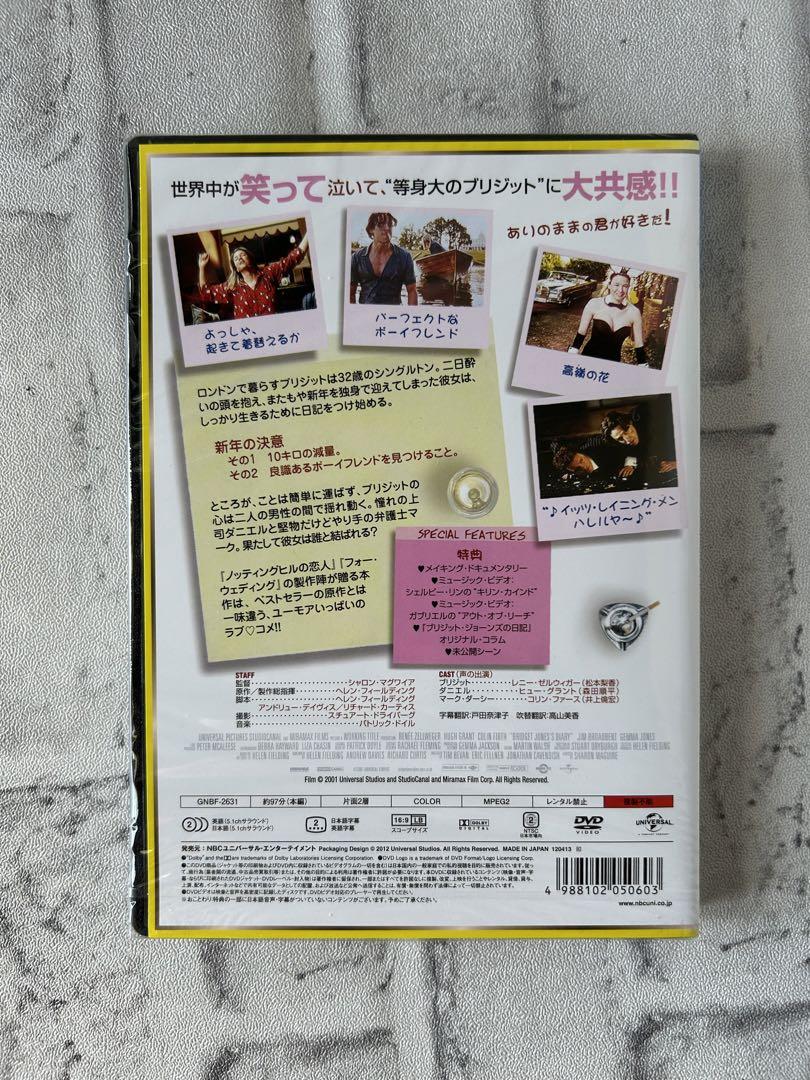 世界中が笑って泣いて、“等身大のブリジット”に大共感!!
ありのままの君が好きだ!
よっしゃ、
起きて着替えるか
パーフェクトな
ボーイフレンド
高嶺の花
“♪イッツ・レイニング・メン
ハレルヤ〜♪”
ロンドンで暮らすブリジットは32歳のシングルトン。二日酔
いの頭を抱え、またもや新年を独身で迎えてしまった彼女は、
しっかり生きるために日記をつけ始める。
新年の決意
その1 10キロの減量。
その2 良識あるボーイフレンドを見つけること。
ところが、ことは簡単に運ばず、ブリジットの
心は二人の男性の間で揺れ動く。憧れの上
司ダニエルと堅物だけどやり手の弁護士マ
ーク。果たして彼女は誰と結ばれる?
『ノッティングヒルの恋人』『フォー・
ウェディング』の製作陣が贈る本
作は、ベストセラーの原作とは
一味違う、ユーモアいっぱいの
ラブ♡コメ!!
SPECIAL FEATURES
特典
♥メイキング・ドキュメンタリー
♥ミュージック・ビデオ:
シェルビー・リンの“キリン・カインド”
♥ミュージック・ビデオ:
ガブリエルの“アウト・オブ・リーチ”
♥『ブリジット・ジョーンズの日記』
オリジナル・コラム
♥未公開シーン
STAFF
監督・・・シャロン・マグワイア
原作/製作総指揮・・・ヘレン・フィールディング
脚本・・・ヘレン・フィールディング
アンドリュー・デイヴィス/リチャード・カーティス
撮影・・・スチュアート・ドライバーグ
音楽・・・パトリック・ドイル
CAST(声の出演)
ブリジット・・・レニー・ゼルウィガー(松本梨香)
ダニエル・・・ヒュー・グラント(森田順平)
マーク・ダーシー・・・コリン・ファース(井上倫宏)
字幕翻訳:戸田奈津子 吹替翻訳:高山美香
Film © 2001 Universal Studios and StudioCanal and Miramax Film Corp. All Rights Reserved.
GNBF-2631 約97分(本編) 片面2層 COLOR MPEG2 レンタル禁止 複製不能
2 英語(5.1chサラウンド)
日本語(5.1chサラウンド)
2 日本語字幕
英語字幕
16:9 LB
スコープサイズ
DOLBY DIGITAL
2 NTSC
日本市場向
DVD VIDEO
UNIVERSAL
発売元:NBCユニバーサル・エンターテイメント Packaging Design © 2012 Universal Studios. All Rights Reserved. MADE IN JAPAN 120413
4 988102 050603
www.nbcuni.co.jp